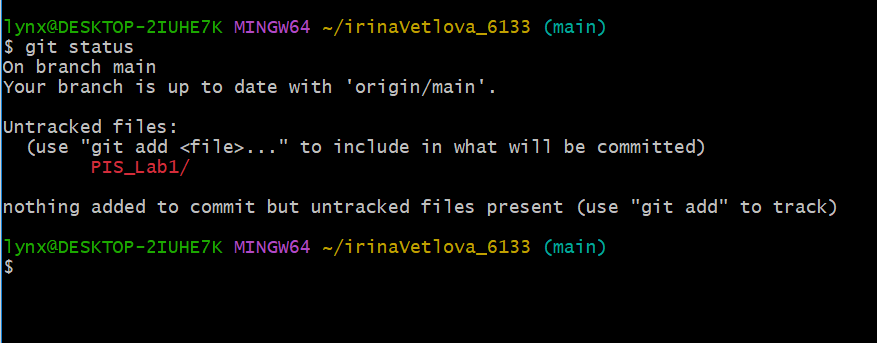 lynx@DESKTOP-2IUHE7K MINGW64 ~/irinaVetlova_6133 (main)
$ git status
On branch main
Your branch is up to date with 'origin/main'.
Untracked files:
(use "git add <file>..." to include in what will be committed)
PIS_Lab1/
nothing added to commit but untracked files present (use "git add" to track)
lynx@DESKTOP-2IUHE7K MINGW64 ~/irinaVetlova_6133 (main)
$